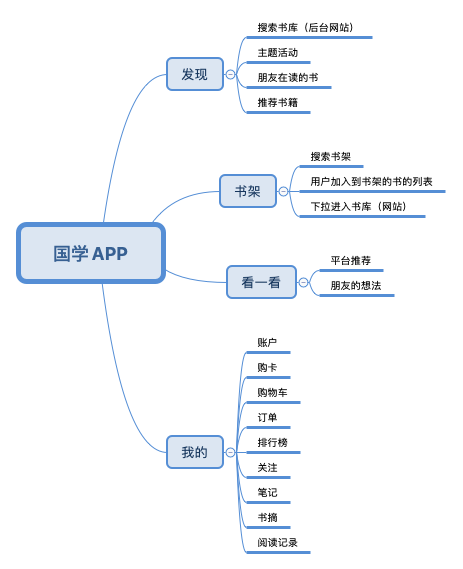 国学 APP
发现
搜索书库（后台网站）
主题活动
朋友在读的书
推荐书籍
书架
搜索书架
用户加入到书架的书的列表
下拉进入书库（网站）
看一看
平台推荐
朋友的想法
我的
账户
购卡
购物车
订单
排行榜
关注
笔记
书摘
阅读记录